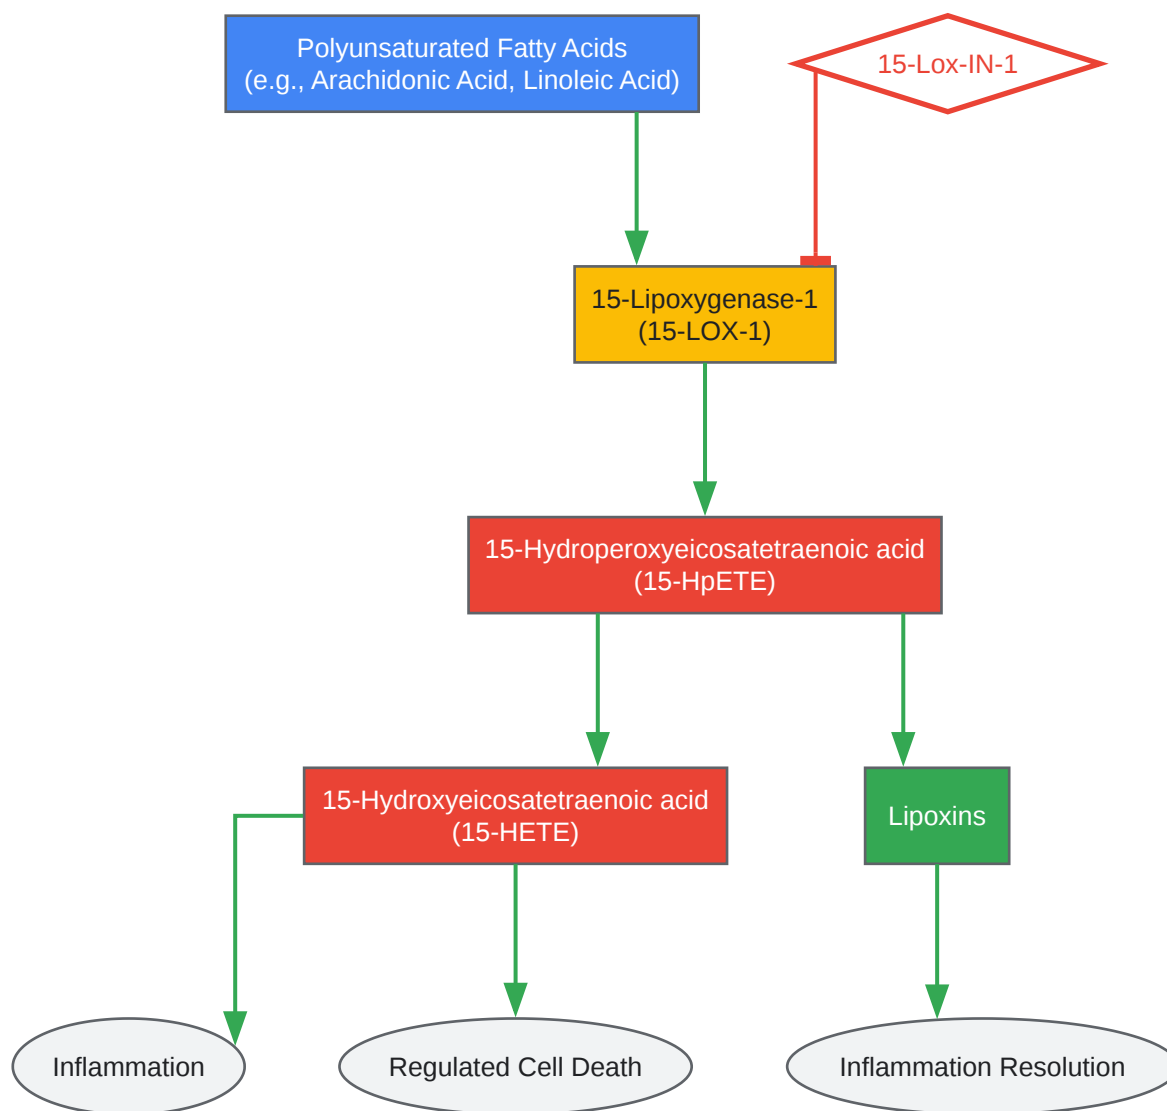 Polyunsaturated Fatty Acids
(e.g., Arachidonic Acid, Linoleic Acid)
15-Lox-IN-1
15-Lipoxygenase-1
(15-LOX-1)
15-Hydroperoxyeicosatetraenoic acid
(15-HpETE)
15-Hydroxyeicosatetraenoic acid
(15-HETE)
Lipoxins
Inflammation
Regulated Cell Death
Inflammation Resolution